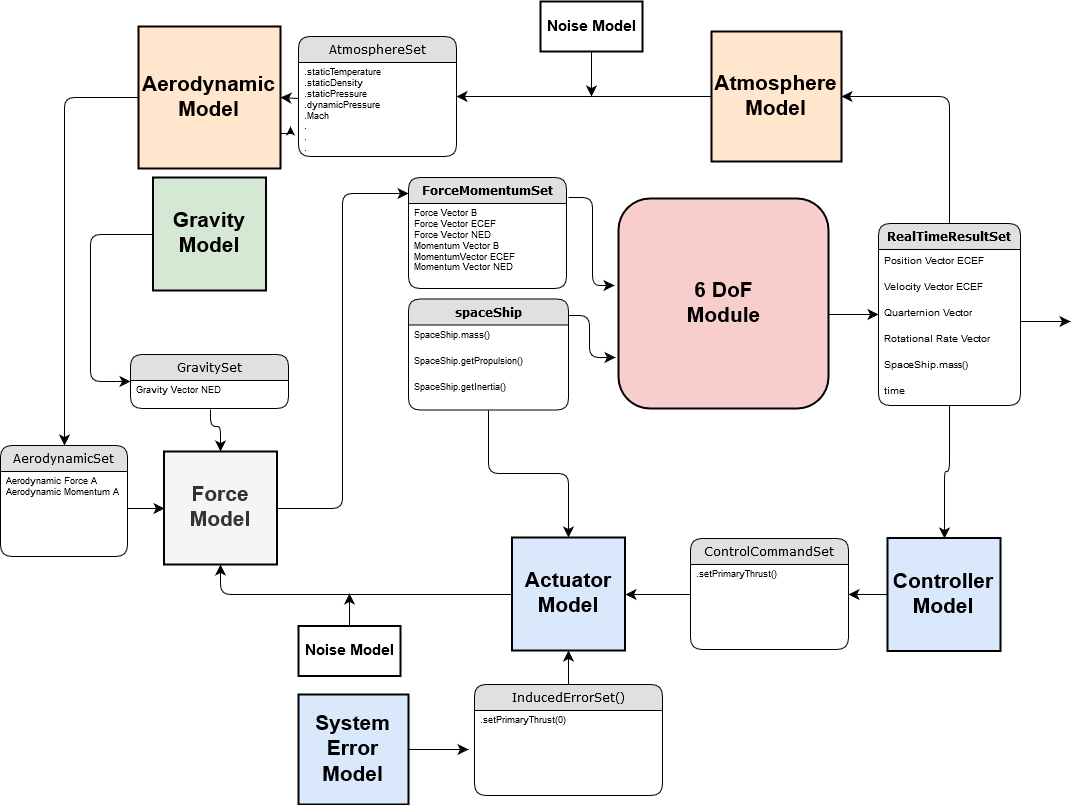 Noise Model
Aerodynamic
Model
AtmosphereSet
.staticTemperature
.staticDensity
.staticPressure
.dynamicPressure
.Mach
.
.
.
Atmosphere
Model
Gravity
Model
ForceMomentumSet
Force Vector B
Force Vector ECEF
Force Vector NED
Momentum Vector B
MomentumVector ECEF
Momentum Vector NED
6 DoF
Module
RealTimeResultSet
Position Vector ECEF
Velocity Vector ECEF
Quarternion Vector
Rotational Rate Vector
SpaceShip.mass()
time
spaceShip
SpaceShip.mass()
SpaceShip.getPropulsion()
SpaceShip.getInertia()
GravitySet
Gravity Vector NED
AerodynamicSet
Aerodynamic Force A
Aerodynamic Momentum A
Force
Model
Actuator
Model
ControlCommandSet
.setPrimaryThrust()
Controller
Model
Noise Model
System
Error
Model
InducedErrorSet()
.setPrimaryThrust(0)